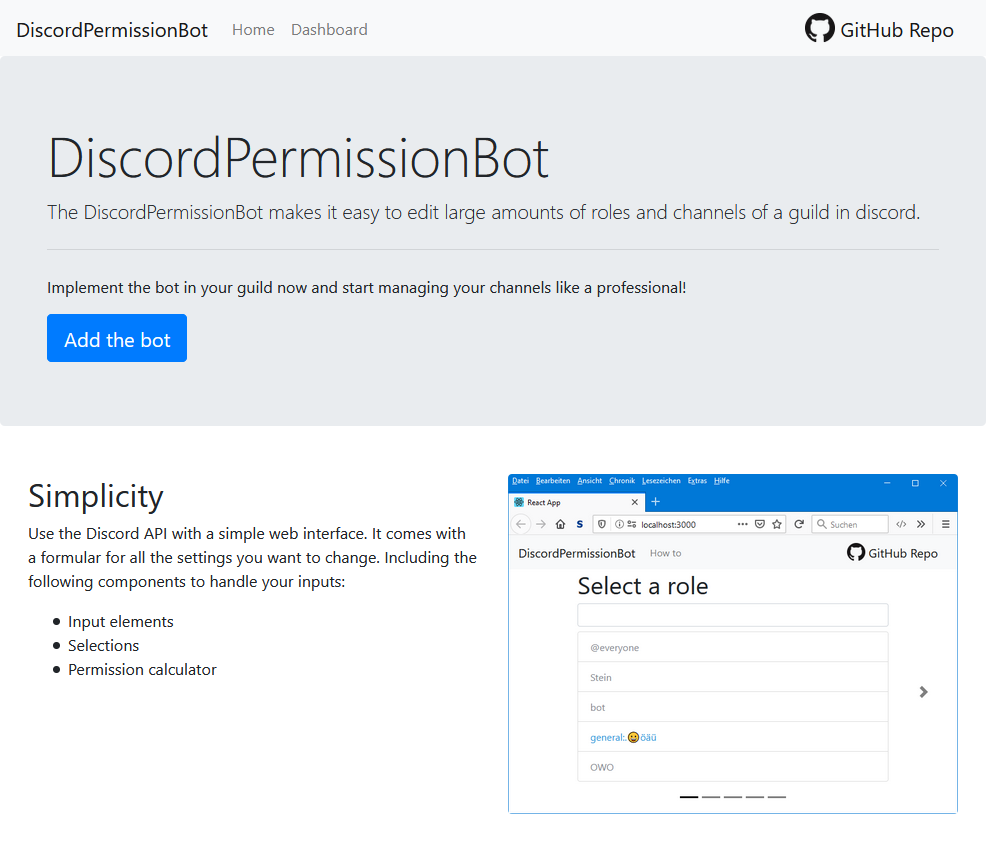 DiscordPermissionBot Home Dashboard GitHub Repo
DiscordPermissionBot
The DiscordPermissionBot makes it easy to edit large amounts of roles and channels of a guild in discord.
Implement the bot in your guild now and start managing your channels like a professional!
Add the bot
Simplicity
Use the Discord API with a simple web interface. It comes with
a formular for all the settings you want to change. Including the
following components to handle your inputs:
Input elements
Selections
Permission calculator
Datei Bearbeiten Ansicht Chronik Lesezeichen Extras Hilfe
React App
localhost:3000 Suchen
DiscordPermissionBot How to GitHub Repo
Select a role
@everyone
Stein
bot
general:.😀öäü
OWO